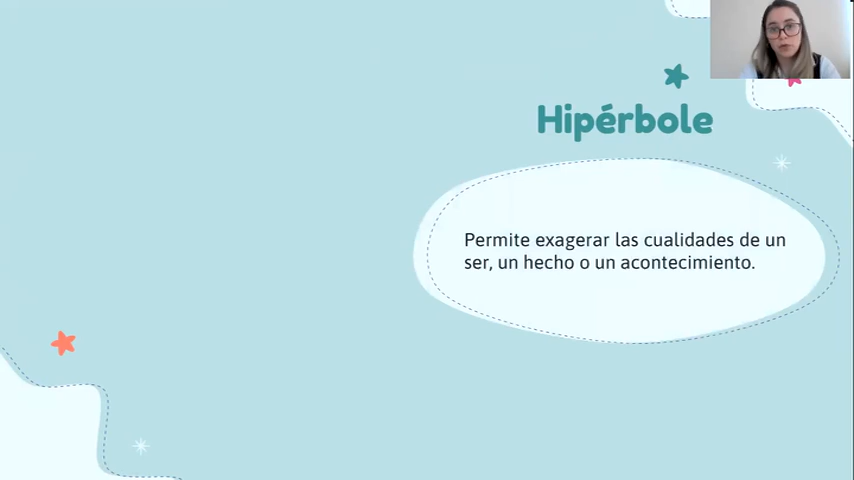 Hipérbole
Permite exagerar las cualidades de un
ser, un hecho o un acontecimiento.